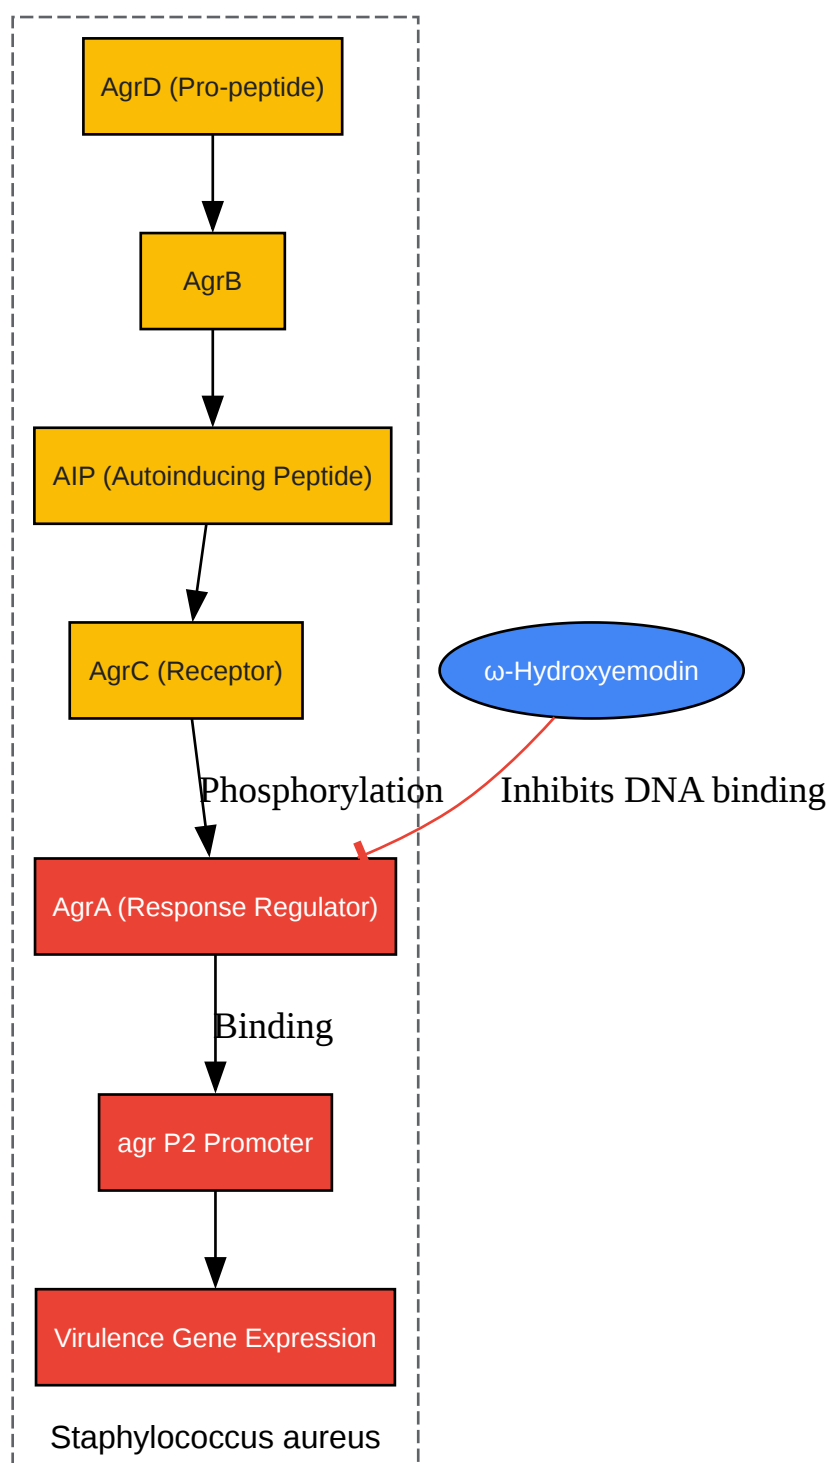 AgrD (Pro-peptide)
AgrB
AIP (Autoinducing Peptide)
AgrC (Receptor)
ω-Hydroxyemodin
Phosphorylation
Inhibits DNA binding
AgrA (Response Regulator)
Binding
agr P2 Promoter
Virulence Gene Expression
Staphylococcus aureus